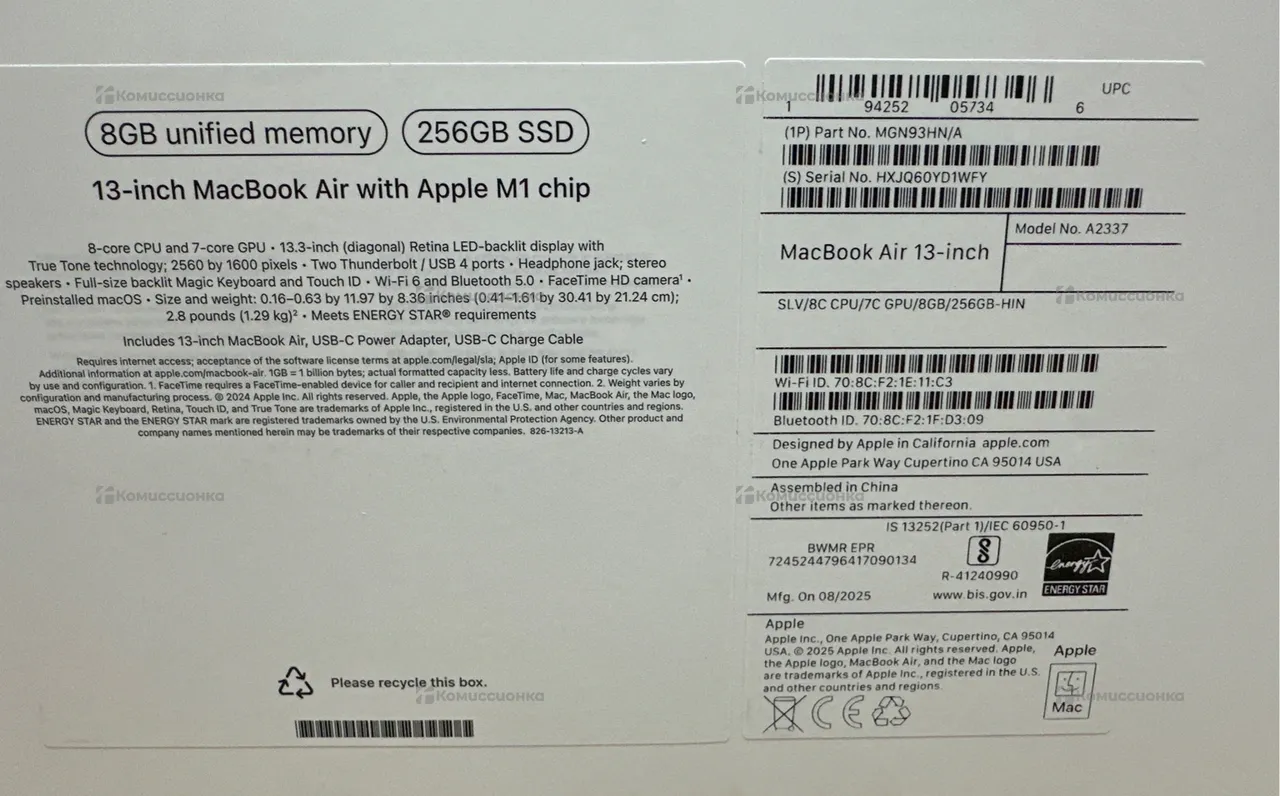 Комиссионка
8GB unified memory 256GB SSD
13-inch MacBook Air with Apple M1 chip
8-core CPU and 7-core GPU • 13.3-inch (diagonal) Retina LED-backlit display with
True Tone technology; 2560 by 1600 pixels • Two Thunderbolt / USB 4 ports • Headphone jack; stereo
speakers • Full-size backlit Magic Keyboard and Touch ID • Wi-Fi 6 and Bluetooth 5.0 • FaceTime HD camera¹ •
Preinstalled macOS • Size and weight: 0.16–0.63 by 11.97 by 8.36 inches (0.41–1.61 by 30.41 by 21.24 cm);
2.8 pounds (1.29 kg)² • Meets ENERGY STAR® requirements
Includes 13-inch MacBook Air, USB-C Power Adapter, USB-C Charge Cable
Requires internet access; acceptance of the software license terms at apple.com/legal/sla; Apple ID (for some features).
Additional information at apple.com/macbook-air. 1GB = 1 billion bytes; actual formatted capacity less. Battery life and charge cycles vary
by use and configuration. 1. FaceTime requires a FaceTime-enabled device for caller and recipient and internet connection. 2. Weight varies by
configuration and manufacturing process. © 2024 Apple Inc. All rights reserved. Apple, the Apple logo, FaceTime, Mac, MacBook Air, the Mac logo,
macOS, Magic Keyboard, Retina, Touch ID, and True Tone are trademarks of Apple Inc., registered in the U.S. and other countries and regions.
ENERGY STAR and the ENERGY STAR mark are registered trademarks owned by the U.S. Environmental Protection Agency. Other product and
company names mentioned herein may be trademarks of their respective companies. 826-13213-A
Комиссионка
Please recycle this box.
Комиссионка
Комиссионка
UPC
1 94252 05734 6
(1P) Part No. MGN93HN/A
(S) Serial No. HXJQ60YD1WFY
MacBook Air 13-inch
Model No. A2337
SLV/8C CPU/7C GPU/8GB/256GB-HIN
Комиссионка
Wi-Fi ID. 70:8C:F2:1E:11:C3
Bluetooth ID. 70:8C:F2:1F:D3:09
Designed by Apple in California apple.com
One Apple Park Way Cupertino CA 95014 USA
Assembled in China
Комиссионка
Other items as marked thereon.
IS 13252(Part 1)/IEC 60950-1
BWMR EPR
7245244796417090134
R-41240990
www.bis.gov.in
energy
ENERGY STAR
Mfg. On 08/2025
Apple
Apple Inc., One Apple Park Way, Cupertino, CA 95014
USA. © 2025 Apple Inc. All rights reserved. Apple,
the Apple logo, MacBook Air, and the Mac logo
are trademarks of Apple Inc., registered in the U.S.
and other countries and regions.
Apple
Mac
Комиссионка